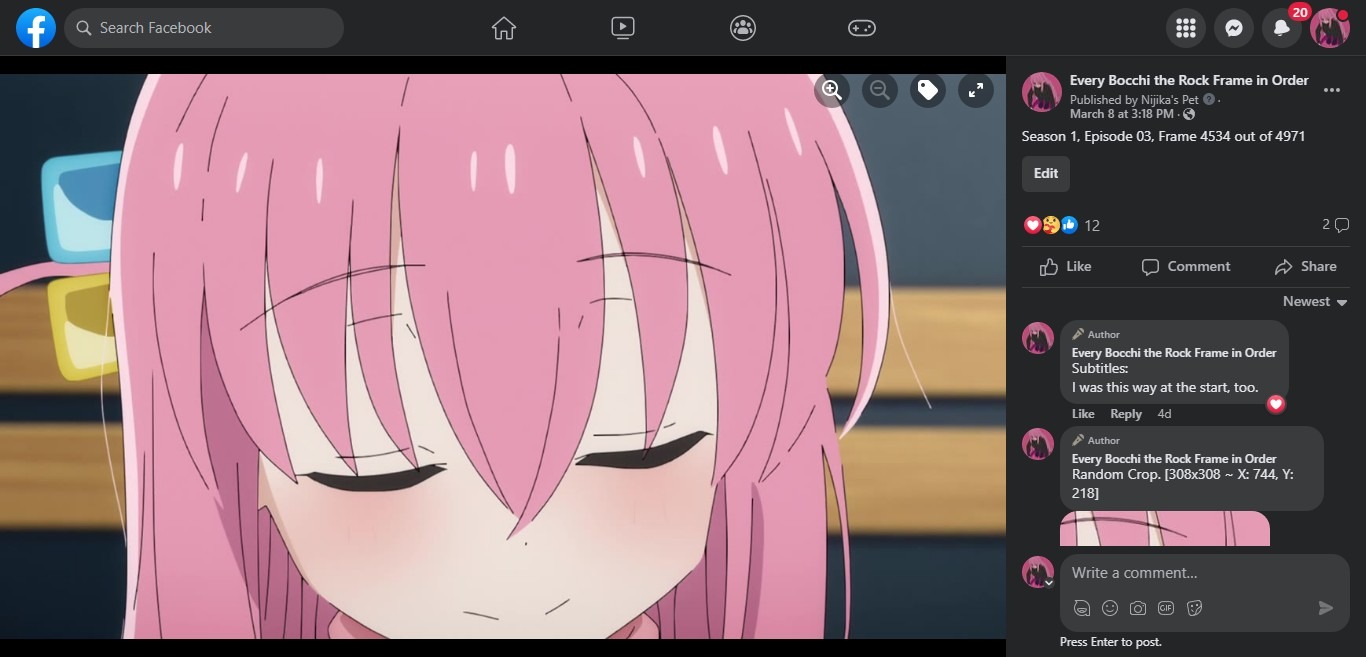 Search Facebook
20
Every Bocchi the Rock Frame in Order
Published by Nijika's Pet ? ·
March 8 at 3:18 PM ·
Season 1, Episode 03, Frame 4534 out of 4971
Edit
12
2
Like
Comment
Share
Newest
Author
Every Bocchi the Rock Frame in Order
Subtitles:
I was this way at the start, too.
Like Reply 4d
Author
Every Bocchi the Rock Frame in Order
Random Crop. [308x308 ~ X: 744, Y:
218]
Write a comment...
GIF
Press Enter to post.